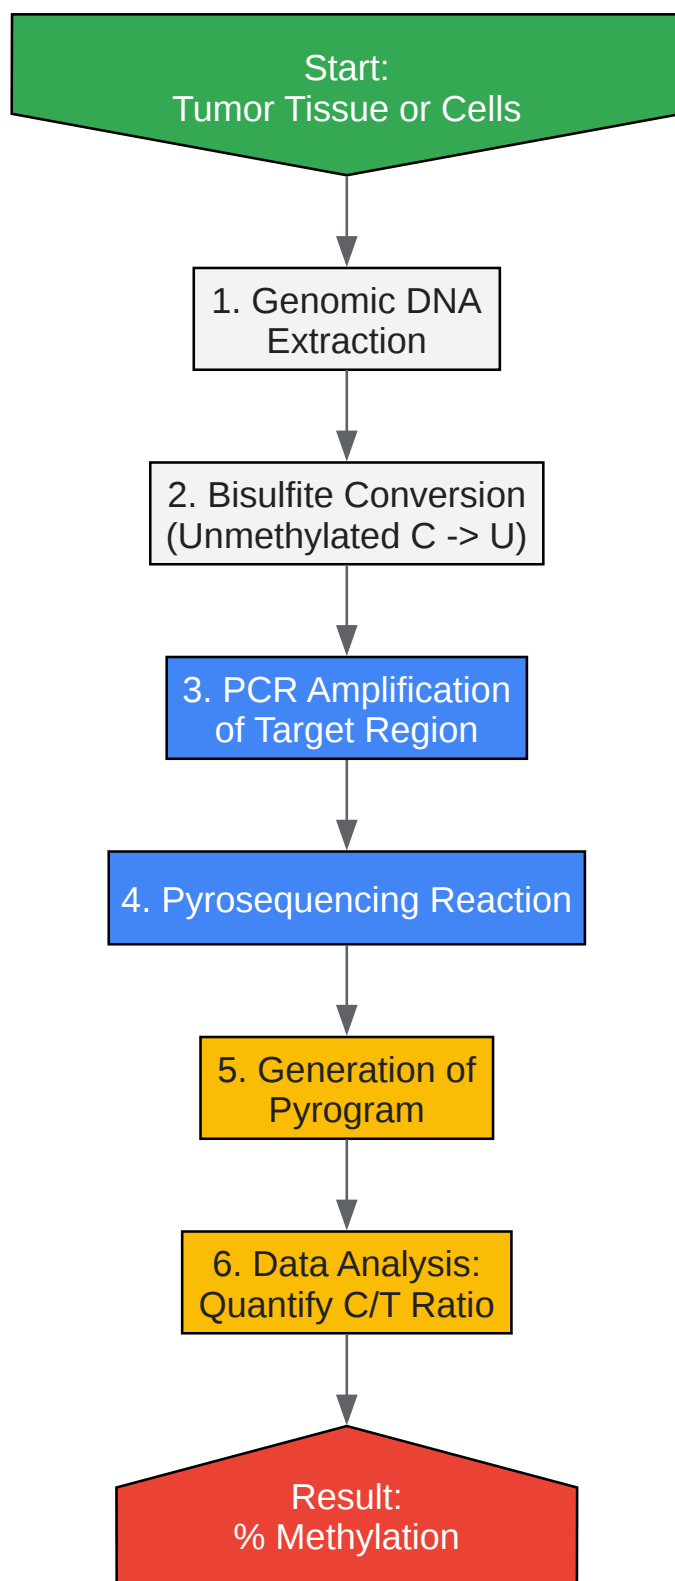 Start:
Tumor Tissue or Cells
1. Genomic DNA
Extraction
2. Bisulfite Conversion
(Unmethylated C -> U)
3. PCR Amplification
of Target Region
4. Pyrosequencing Reaction
5. Generation of
Pyrogram
6. Data Analysis:
Quantify C/T Ratio
Result:
% Methylation